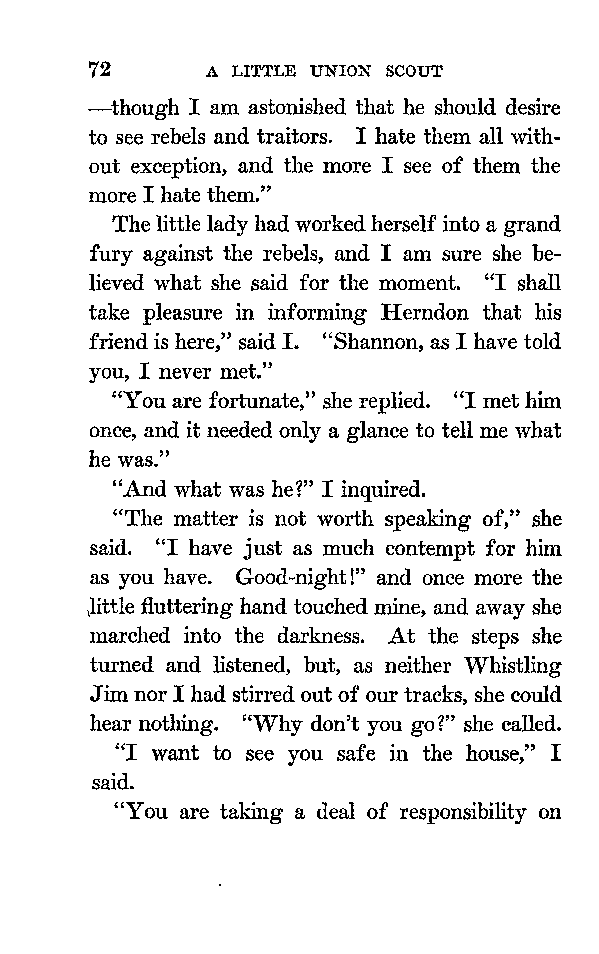 72 A LITTLE UNION SCOUT
—though I am astonished that he should desire
to see rebels and traitors. I hate them all with-
out exception, and the more I see of them the
more I hate them.”
The little lady had worked herself into a grand
fury against the rebels, and I am sure she be-
lieved what she said for the moment. “I shall
take pleasure in informing Herndon that his
friend is here,” said I. “Shannon, as I have told
you, I never met.”
“You are fortunate,” she replied. “I met him
once, and it needed only a glance to tell me what
he was.”
“And what was he?” I inquired.
“The matter is not worth speaking of,” she
said. “I have just as much contempt for him
as you have. Good-night!” and once more the
little fluttering hand touched mine, and away she
marched into the darkness. At the steps she
turned and listened, but, as neither Whistling
Jim nor I had stirred out of our tracks, she could
hear nothing. “Why don’t you go?” she called.
“I want to see you safe in the house,” I
said.
“You are taking a deal of responsibility on